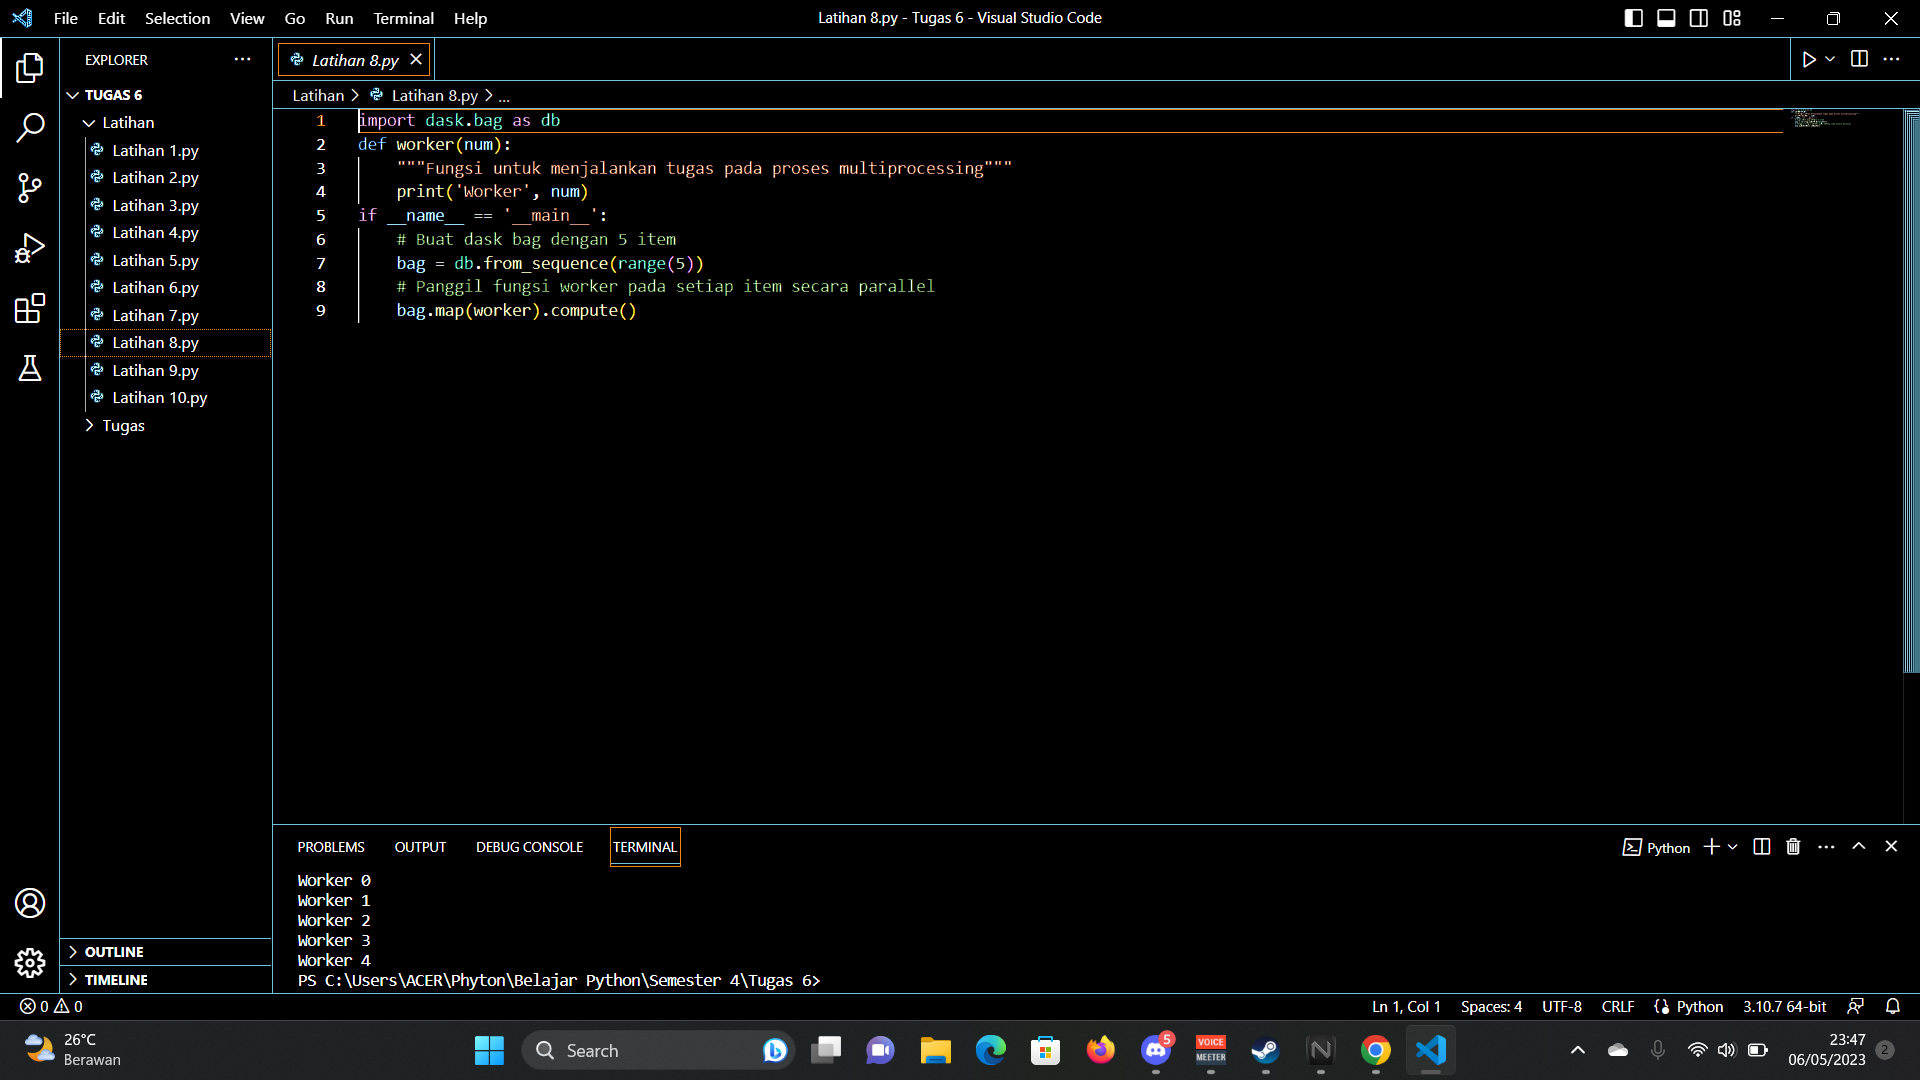 File Edit Selection View Go Run Terminal Help
Latihan 8.py - Tugas 6 - Visual Studio Code
EXPLORER
TUGAS 6
Latihan
Latihan 1.py
Latihan 2.py
Latihan 3.py
Latihan 4.py
Latihan 5.py
Latihan 6.py
Latihan 7.py
Latihan 8.py
Latihan 9.py
Latihan 10.py
Tugas
OUTLINE
TIMELINE
Latihan 8.py
Latihan > Latihan 8.py > ...
1 import dask.bag as db
2 def worker(num):
3     """Fungsi untuk menjalankan tugas pada proses multiprocessing"""
4     print('Worker', num)
5 if __name__ == '__main__':
6     # Buat dask bag dengan 5 item
7     bag = db.from_sequence(range(5))
8     # Panggil fungsi worker pada setiap item secara parallel
9     bag.map(worker).compute()
PROBLEMS OUTPUT DEBUG CONSOLE TERMINAL
Python
Worker 0
Worker 1
Worker 2
Worker 3
Worker 4
PS C:\Users\ACER\Phyton\Belajar Python\Semester 4\Tugas 6>
0 0
Ln 1, Col 1 Spaces: 4 UTF-8 CRLF Python 3.10.7 64-bit
26°C
Berawan
Search
5
VOICE
MEETER
23:47
06/05/2023
2